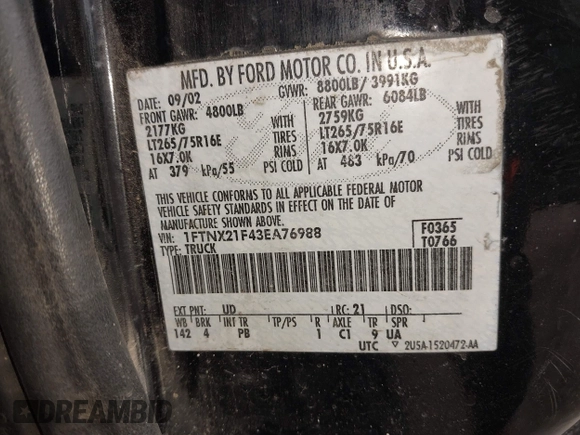 MFD. BY FORD MOTOR CO. IN U.S.A.
DATE: 09/02 GVWR: 8800LB/ 3991KG
FRONT GAWR: 4800LB REAR GAWR: 6084LB
2177KG WITH 2759KG WITH
LT265/75R16E TIRES LT265/75R16E TIRES
16X7.0K RIMS 16X7.0K RIMS
AT 379 kPa/55 PSI COLD AT 483 kPa/70 PSI COLD
THIS VEHICLE CONFORMS TO ALL APPLICABLE FEDERAL MOTOR
VEHICLE SAFETY STANDARDS IN EFFECT ON THE DATE OF
MANUFACTURE SHOWN ABOVE.
VIN: 1FTNX21F43EA76988 F0365
TYPE: TRUCK T0766
EXT PNT: UD RC: 21 DSO:
WB BRK INT TR TP/PS R AXLE TR SPR
142 4 PB 1 C1 9 UA
UTC 2U5A-1520472-AA
DREAMBID